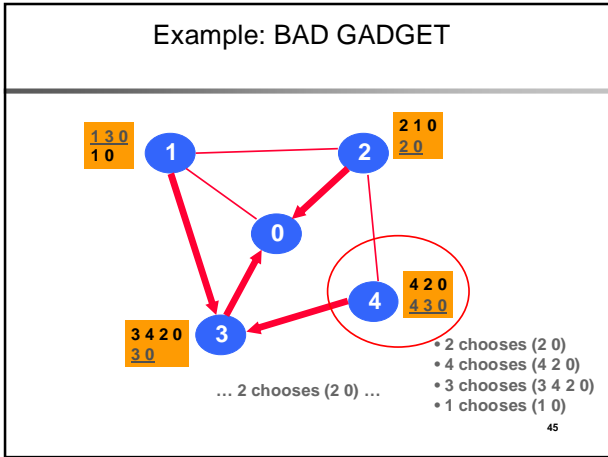 Example: BAD GADGET
1 3 0
1 0
1
2
2 1 0
2 0
0
4
4 2 0
4 3 0
3
3 4 2 0
3 0
… 2 chooses (2 0) …
• 2 chooses (2 0)
• 4 chooses (4 2 0)
• 3 chooses (3 4 2 0)
• 1 chooses (1 0)
45